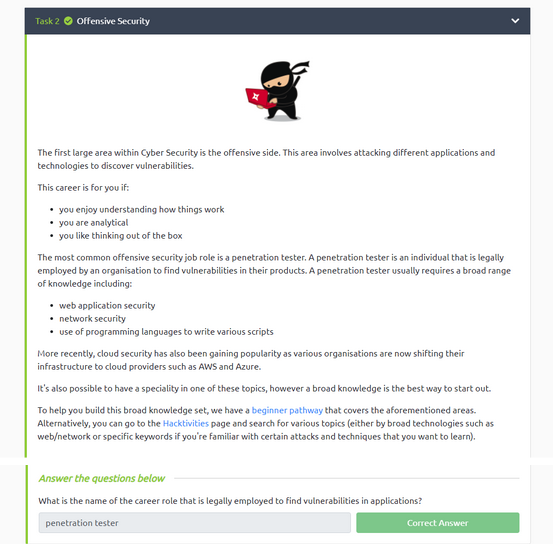 Task 2 Offensive Security
The first large area within Cyber Security is the offensive side. This area involves attacking different applications and
technologies to discover vulnerabilities.
This career is for you if:
• you enjoy understanding how things work
• you are analytical
• you like thinking out of the box
The most common offensive security job role is a penetration tester. A penetration tester is an individual that is legally
employed by an organisation to find vulnerabilities in their products. A penetration tester usually requires a broad range
of knowledge including:
• web application security
• network security
• use of programming languages to write various scripts
More recently, cloud security has also been gaining popularity as various organisations are now shifting their
infrastructure to cloud providers such as AWS and Azure.
It's also possible to have a speciality in one of these topics, however a broad knowledge is the best way to start out.
To help you build this broad knowledge set, we have a beginner pathway that covers the aforementioned areas.
Alternatively, you can go to the Hacktivities page and search for various topics (either by broad technologies such as
web/network or specific keywords if you're familiar with certain attacks and techniques that you want to learn).
Answer the questions below
What is the name of the career role that is legally employed to find vulnerabilities in applications?
penetration tester
Correct Answer